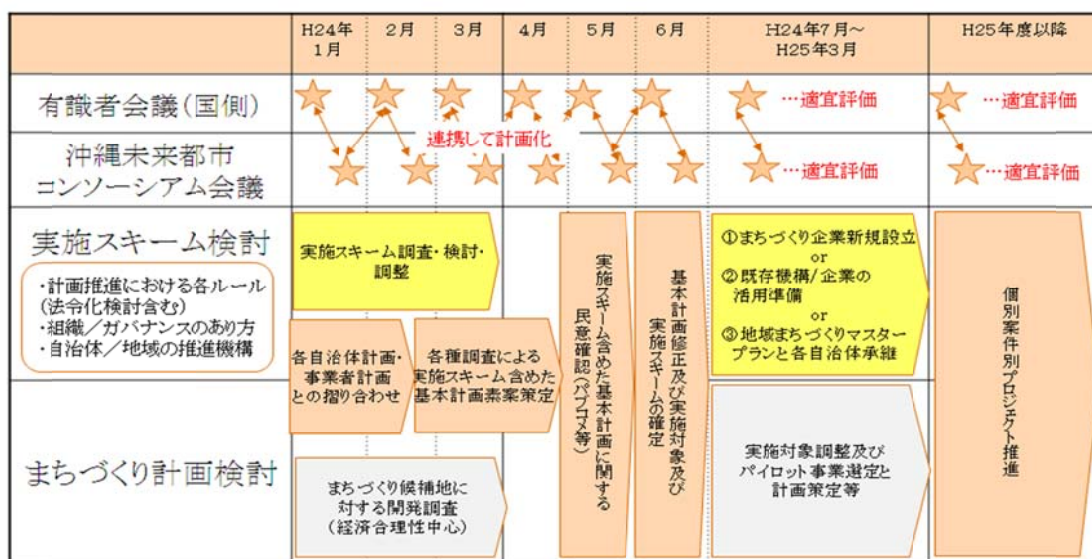 H24年
1月
2月
3月
4月
5月
6月
H24年7月～
H25年3月
H25年度以降
有識者会議(国側)
…適宜評価
…適宜評価
連携して計画化
沖縄未来都市
コンソーシアム会議
…適宜評価
…適宜評価
実施スキーム検討
・計画推進における各ルール
(法令化検討含む)
・組織／ガバナンスのあり方
・自治体／地域の推進機構
実施スキーム調査・検討・
調整
各自治体計画・
事業者計画
との摺り合わせ
各種調査による
実施スキーム含めた
基本計画素案策定
実施スキーム含めた基本計画に関する
民意確認(パブコメ等)
基本計画修正及び実施対象及び
実施スキームの確定
①まちづくり企業新規設立
or
②既存機構/企業の
活用準備
or
③地域まちづくりマスター
プランと各自治体承継
個別案件別プロジェクト推進
まちづくり計画検討
まちづくり候補地に
対する開発調査
(経済合理性中心)
実施対象調整及び
パイロット事業選定と
計画策定等